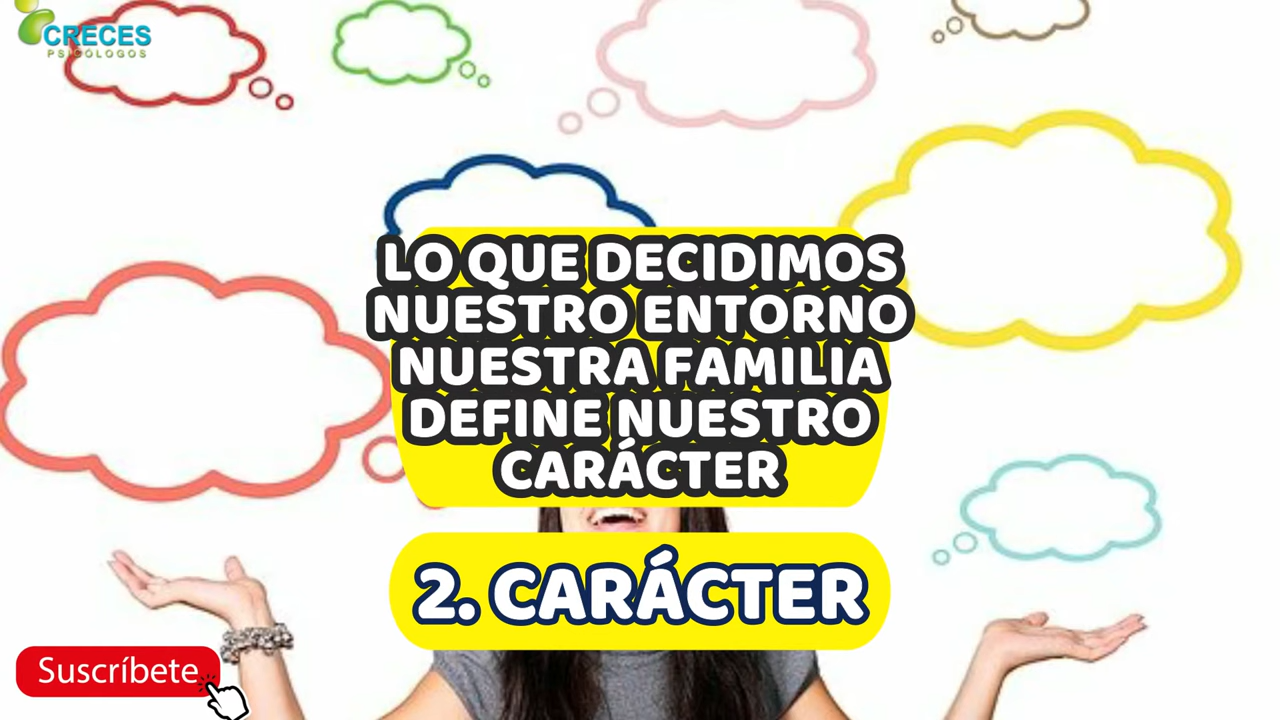 CRECES
PSICÓLOGOS
LO QUE DECIDIMOS
NUESTRO ENTORNO
NUESTRA FAMILIA
DEFINE NUESTRO
CARÁCTER
2. CARÁCTER
Suscríbete